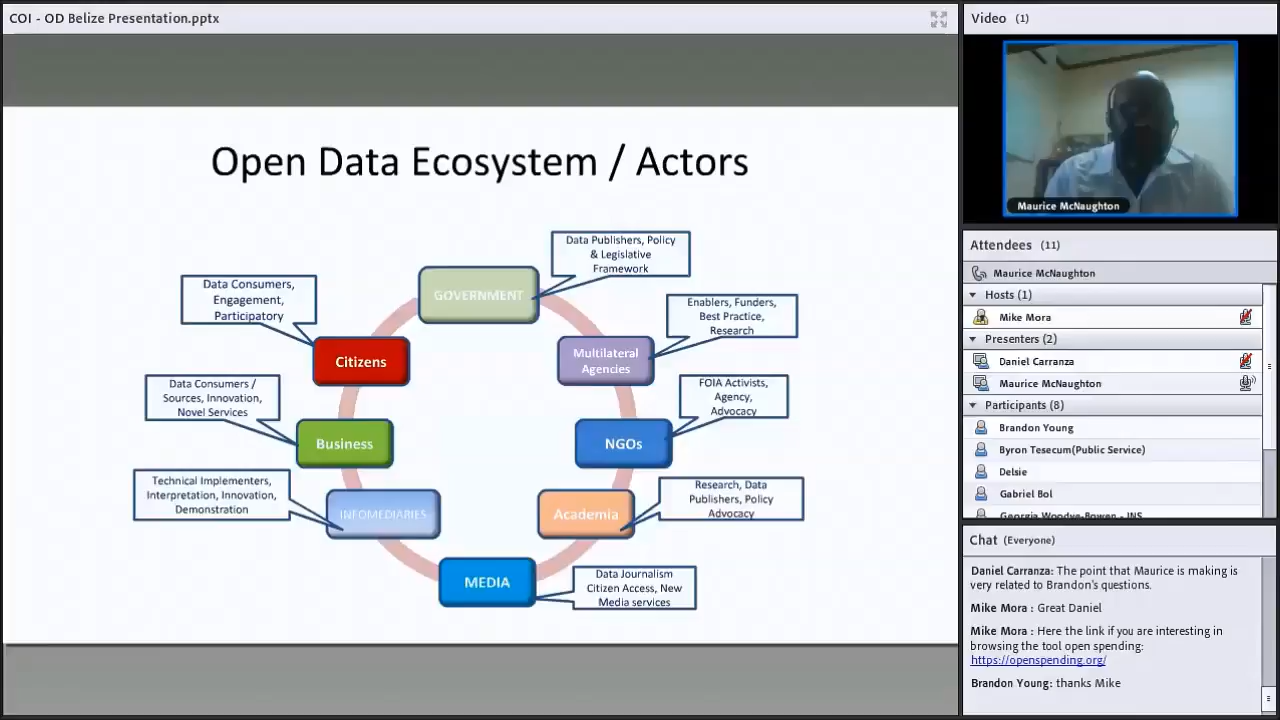 COI - OD Belize Presentation.pptx
Open Data Ecosystem / Actors
Data Publishers, Policy
& Legislative
Framework
GOVERNMENT
Data Consumers,
Engagement,
Participatory
Enablers, Funders,
Best Practice,
Research
Citizens
Multilateral
Agencies
Data Consumers /
Sources, Innovation,
Novel Services
FOIA Activists,
Agency,
Advocacy
Business
NGOs
Technical Implementers,
Interpretation, Innovation,
Demonstration
Research, Data
Publishers, Policy
Advocacy
INFOMEDIARIES
Academia
MEDIA
Data Journalism
Citizen Access, New
Media services
Video (1)
Maurice McNaughton
Attendees (11)
Maurice McNaughton
Hosts (1)
Mike Mora
Presenters (2)
Daniel Carranza
Maurice McNaughton
Participants (8)
Brandon Young
Byron Tesecum(Public Service)
Delsie
Gabriel Bol
Georgia Woodye-Bowen - INS
Chat (Everyone)
Daniel Carranza: The point that Maurice is making is
very related to Brandon's questions.
Mike Mora : Great Daniel
Mike Mora : Here the link if you are interesting in
browsing the tool open spending:
https://openspending.org/
Brandon Young: thanks Mike